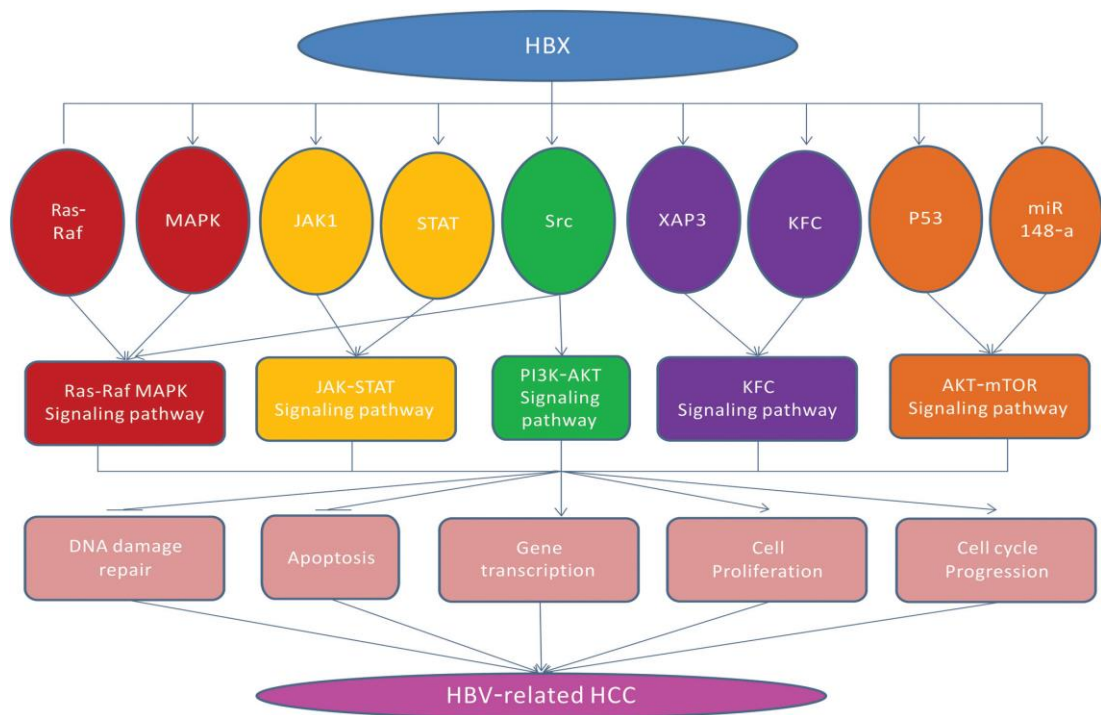 HBX
Ras-
Raf
MAPK
JAK1
STAT
Src
XAP3
KFC
P53
miR
148-a
Ras-Raf MAPK
Signaling pathway
JAK-STAT
Signaling pathway
PI3K-AKT
Signaling
pathway
KFC
Signaling pathway
AKT-mTOR
Signaling pathway
DNA damage
repair
Apoptosis
Gene
transcription
Cell
Proliferation
Cell cycle
Progression
HBV-related HCC